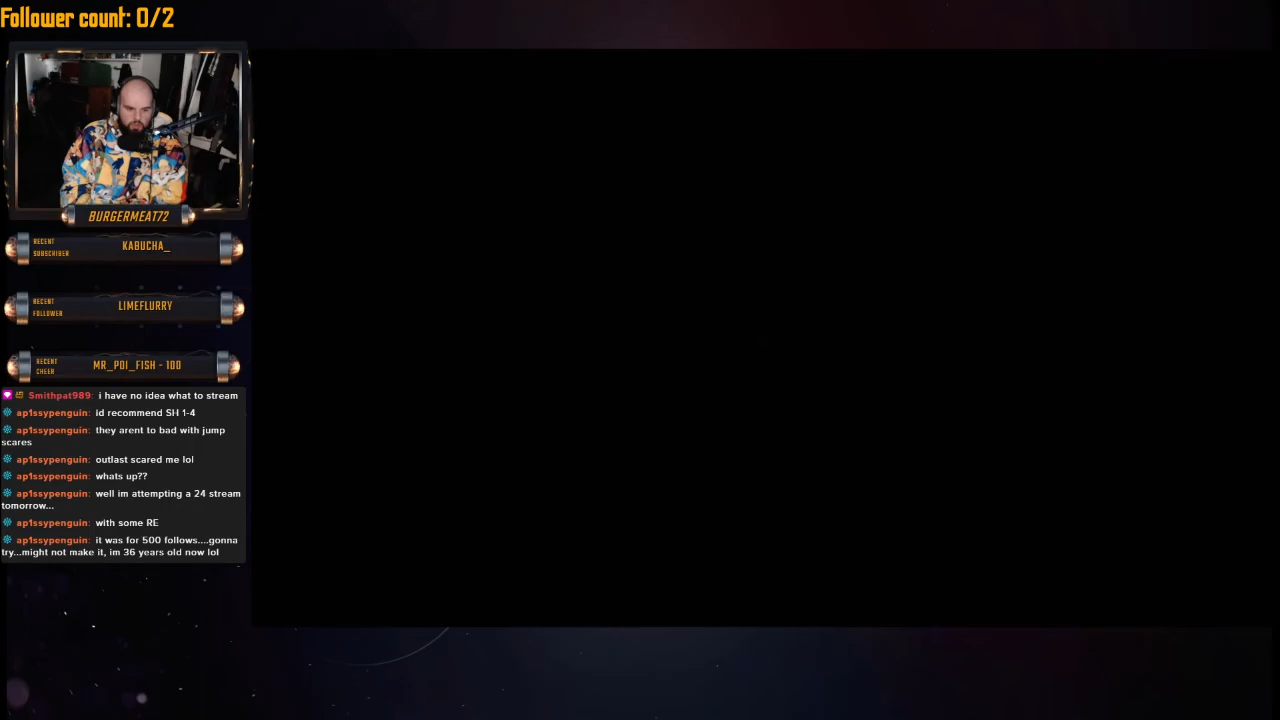 Follower count: 0/2
BURGERMEAT72
RECENT SUBSCRIBER KABUCHA_
RECENT FOLLOWER LIMEFLURRY
RECENT CHEER MR_POI_FISH - 100
Smithpat989: i have no idea what to stream
ap1ssypenguin: id recommend SH 1-4
ap1ssypenguin: they arent to bad with jump
scares
ap1ssypenguin: outlast scared me lol
ap1ssypenguin: whats up??
ap1ssypenguin: well im attempting a 24 stream
tomorrow...
ap1ssypenguin: with some RE
ap1ssypenguin: it was for 500 follows....gonna
try...might not make it, im 36 years old now lol